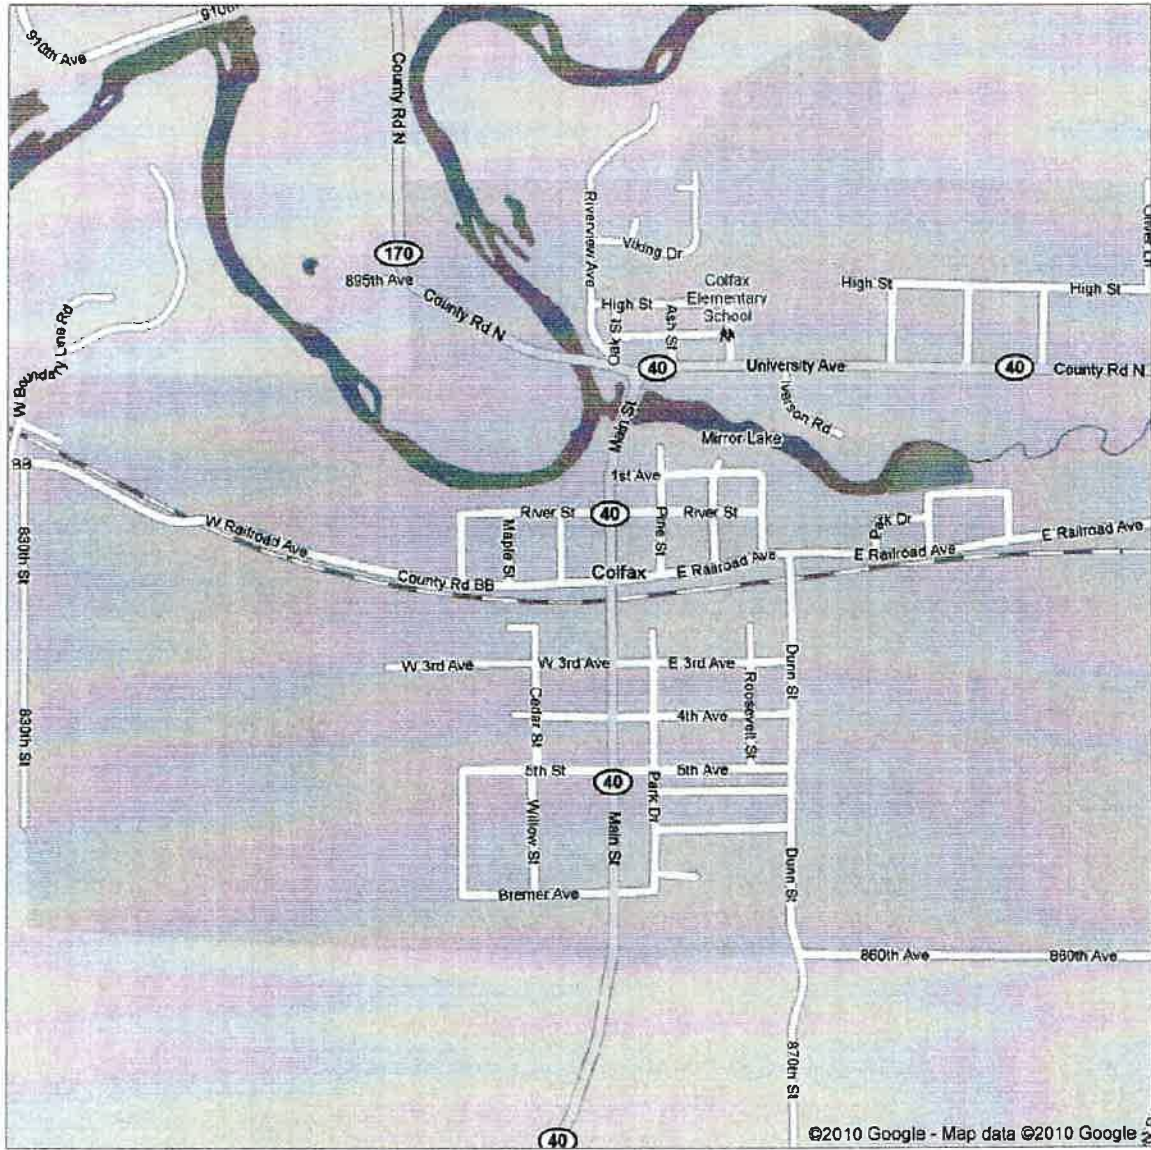 910th
910th Ave
County Rd N
Riverview Ave
Viking Dr
170
895th Ave
County Rd N
High St
Colfax
Elementary
School
High St
High St
Oak St
Ash St
W Boundary Line Rd
40
University Ave
40
County Rd N
Iverson Rd
Main St
Mirror Lake
BB
1st Ave
River St
40
River St
Pine St
Maple St
Park Dr
W Railroad Ave
E Railroad Ave
E Railroad Ave
E Railroad Ave
830th St
County Rd BB
Colfax
W 3rd Ave
W 3rd Ave
E 3rd Ave
Dunn St
Cedar St
4th Ave
Roosevelt St
830th St
5th St
40
5th Ave
Park Dr
Willow St
Main St
Dunn St
Bremer Ave
860th Ave
860th Ave
870th St
40
©2010 Google - Map data ©2010 Google